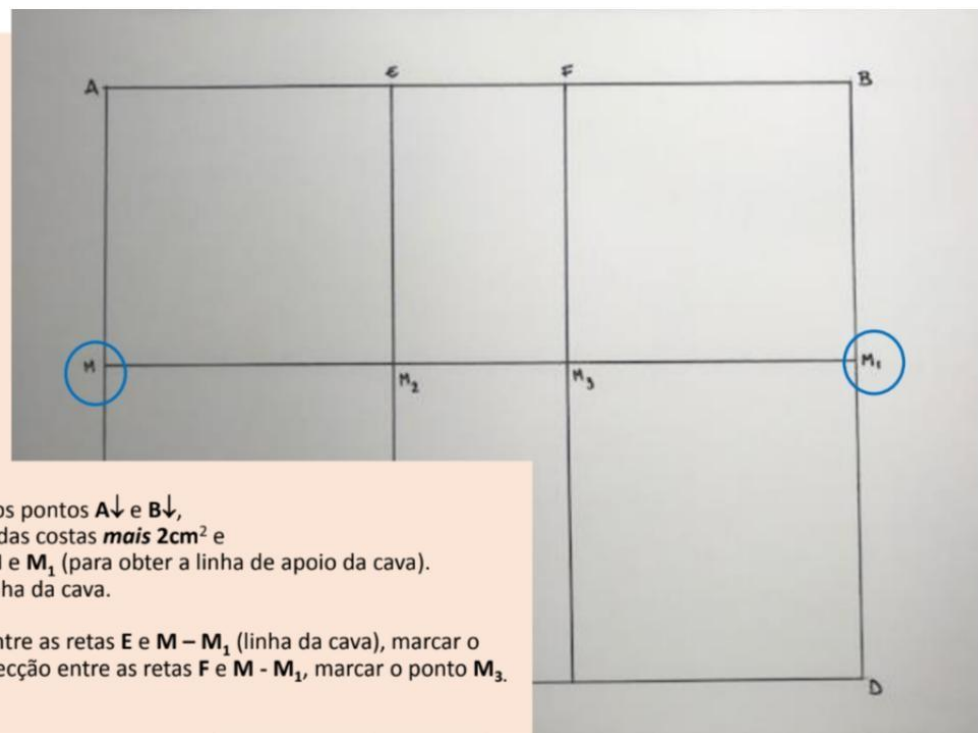 A E F B
M M₂ M₃ M₁
os pontos A↓ e B↓,
das costas mais 2cm² e
e M₁ (para obter a linha de apoio da cava).
ha da cava.
ntre as retas E e M – M₁ (linha da cava), marcar o
ecção entre as retas F e M - M₁, marcar o ponto M₃.
D